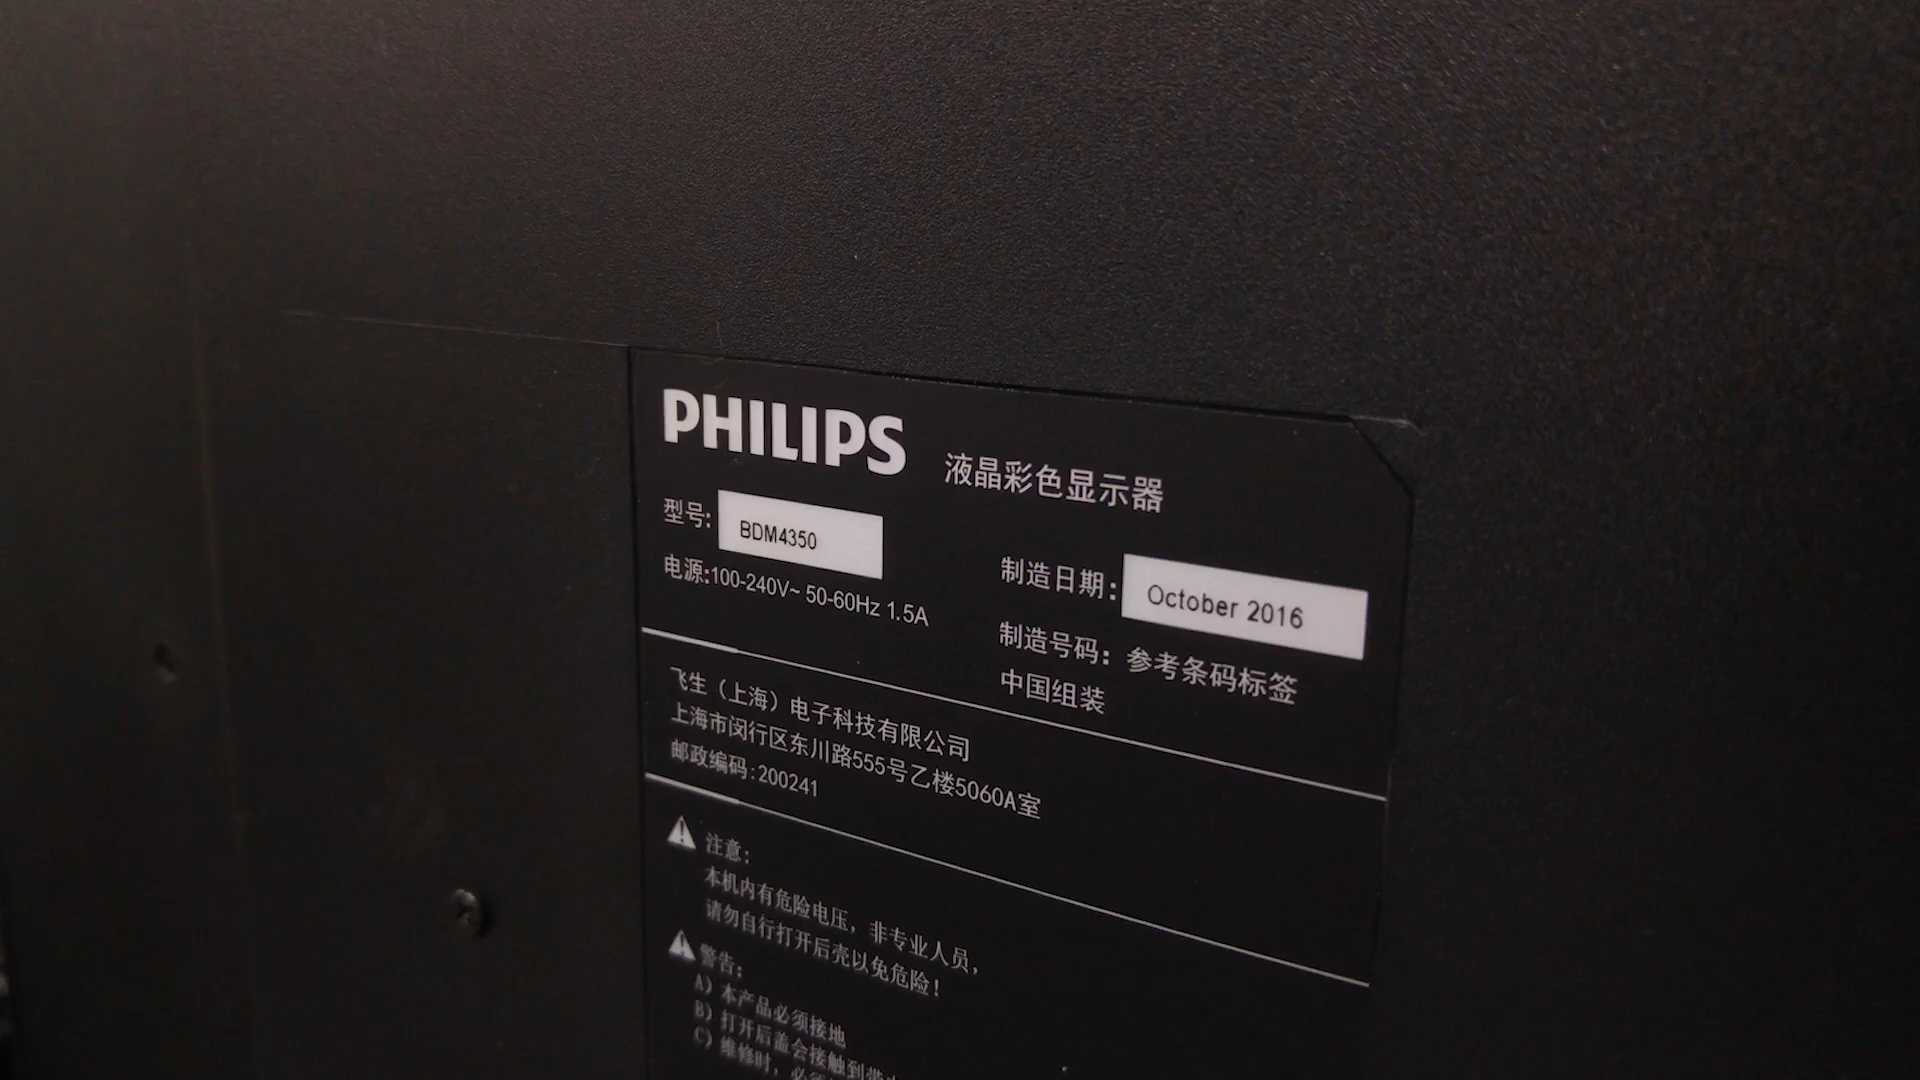 PHILIPS 液晶彩色显示器
型号: BDM4350
电源:100-240V~ 50-60Hz 1.5A
制造日期: October 2016
制造号码: 参考条码标签
中国组装
飞生（上海）电子科技有限公司
上海市闵行区东川路555号乙楼5060A室
邮政编码:200241
注意:
本机内有危险电压, 非专业人员,
请勿自行打开后壳以免危险!
警告:
A) 本产品必须接地
B) 打开后盖会接触到带
C) 维修时, 必须